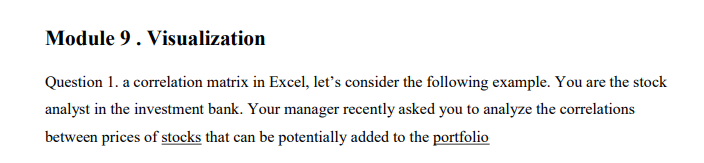 Module 9 . Visualization
Question 1. a correlation matrix in Excel, let’s consider the following example. You are the stock
analyst in the investment bank. Your manager recently asked you to analyze the correlations
between prices of stocks that can be potentially added to the portfolio